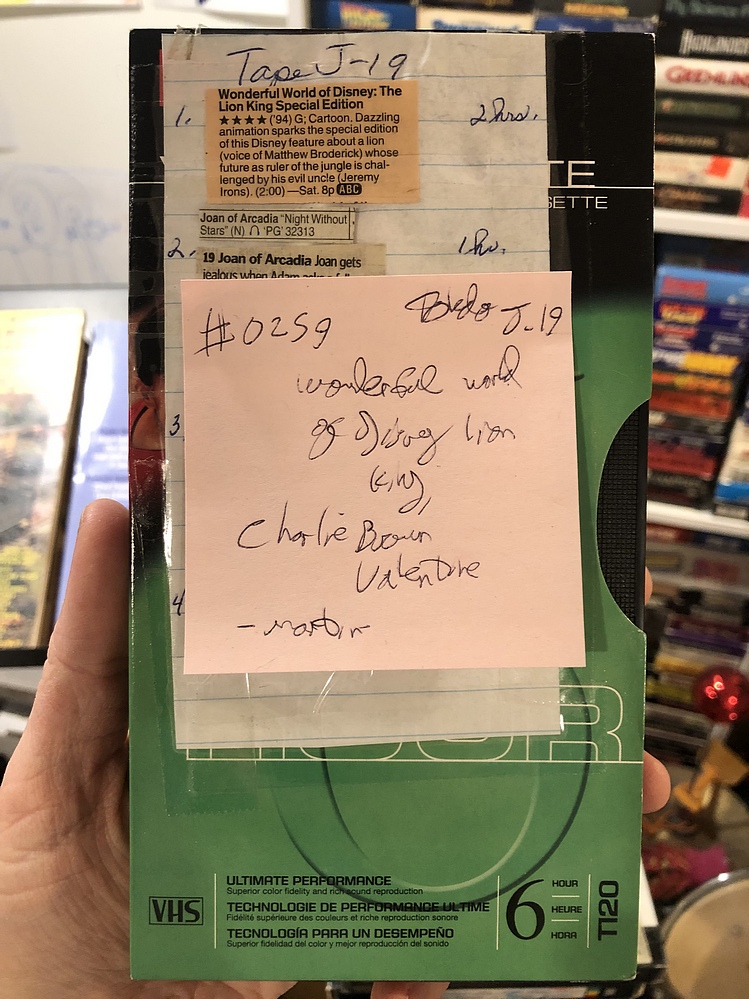 Tape J-19
1.
Wonderful World of Disney: The
Lion King Special Edition
★★★★ ('94) G; Cartoon. Dazzling
animation sparks the special edition
of this Disney feature about a lion
(voice of Matthew Broderick) whose
future as ruler of the jungle is chal-
lenged by his evil uncle (Jeremy
Irons). (2:00) —Sat. 8p ABC
2 hrs.
TE
SETTE
Joan of Arcadia "Night Without
Stars" (N) 'PG' 32313
2.
19 Joan of Arcadia Joan gets
jealous when Adam
1 hr.
#0259
J-19
wonderful world
of Disney lion
king,
Charlie Brown
Valentine
- martin
3
4
HOUR
VHS
ULTIMATE PERFORMANCE
Superior color fidelity and rich sound reproduction
TECHNOLOGIE DE PERFORMANCE ULTIME
Fidélité supérieure des couleurs et riche reproduction sonore
TECNOLOGÍA PARA UN DESEMPEÑO
Superior fidelidad del color y mejor reproducción del sonido
6
HOUR
HEURE
HORA
T120
HIGHLANDER
GREMLINS